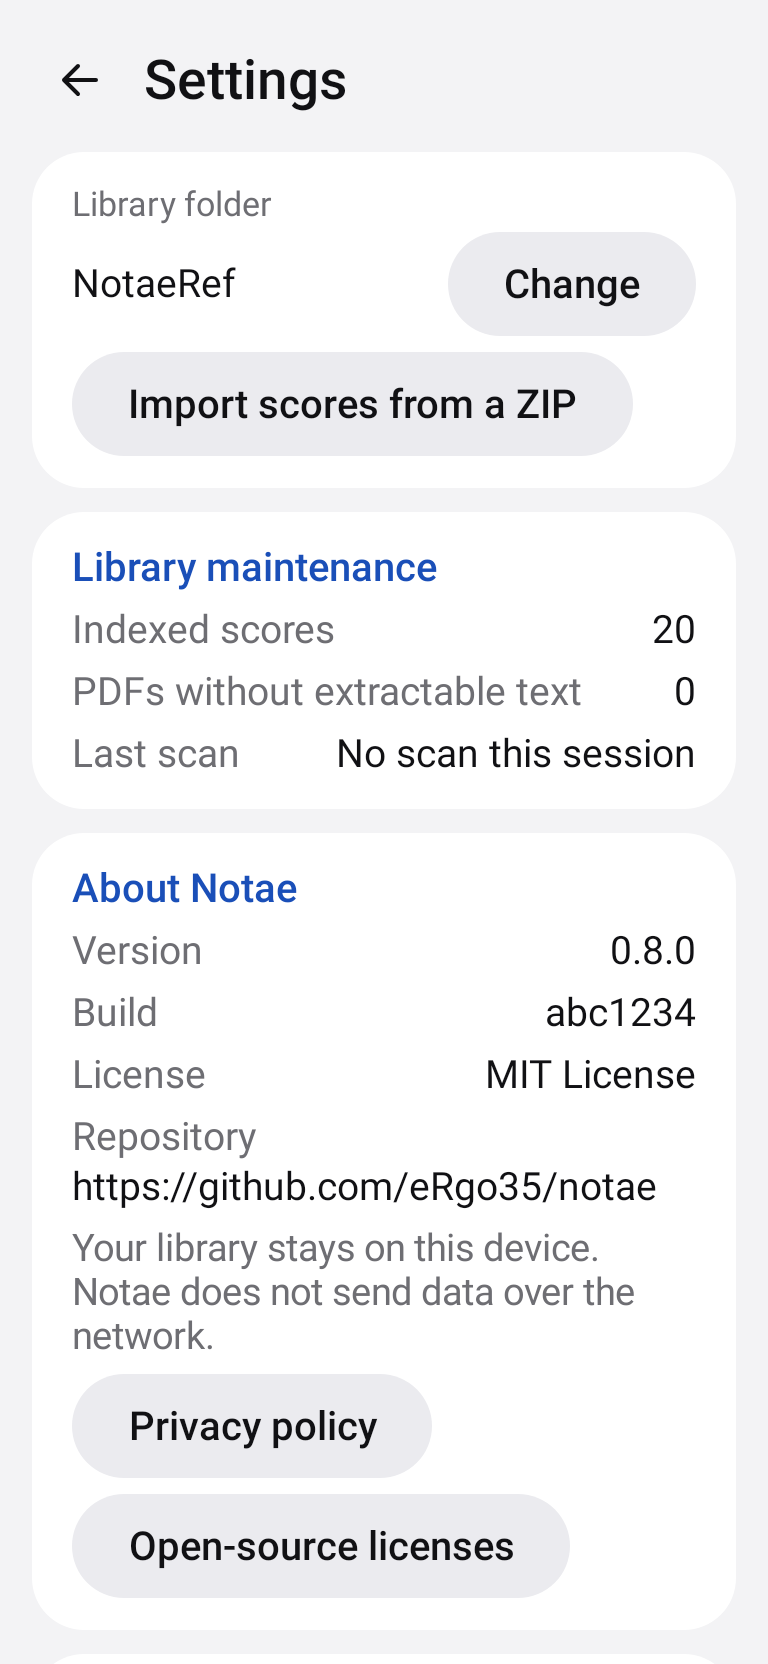 Settings
Library folder
NotaeRef
Change
Import scores from a ZIP
Library maintenance
Indexed scores 20
PDFs without extractable text 0
Last scan No scan this session
About Notae
Version 0.8.0
Build abc1234
License MIT License
Repository
https://github.com/eRgo35/notae
Your library stays on this device.
Notae does not send data over the
network.
Privacy policy
Open-source licenses